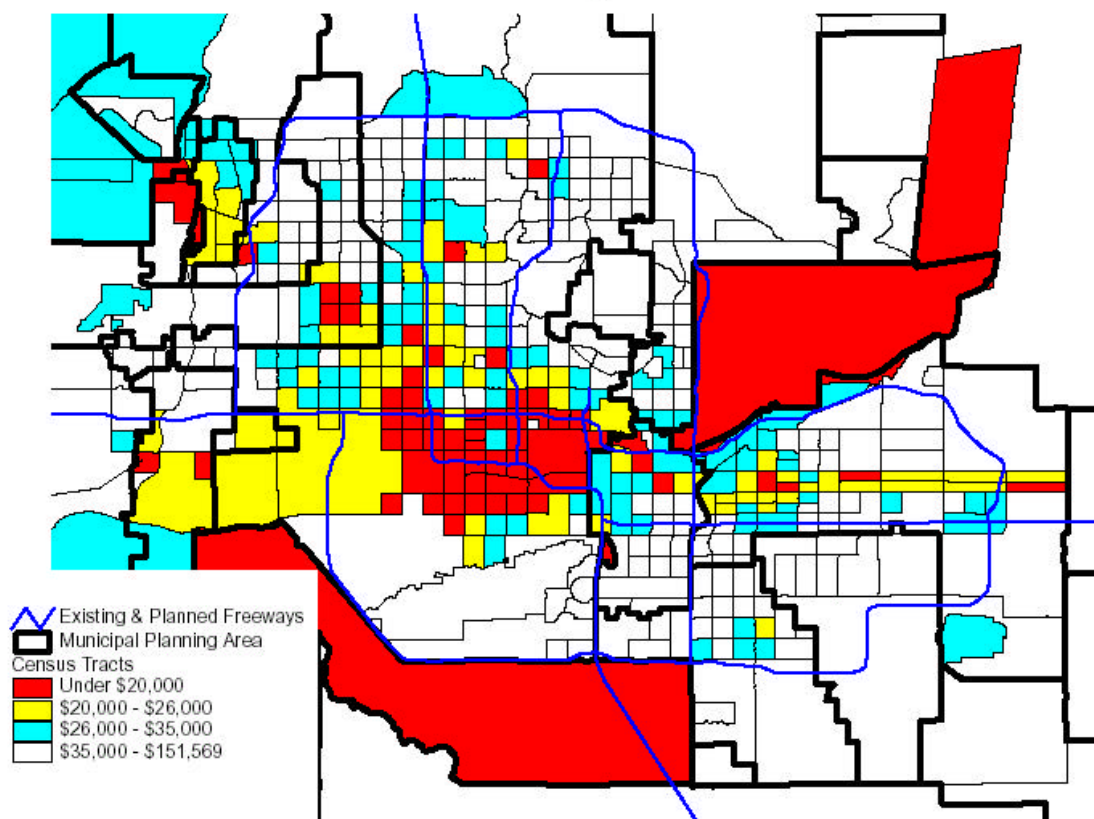 Existing & Planned Freeways
Municipal Planning Area
Census Tracts
Under $20,000
$20,000 - $26,000
$26,000 - $35,000
$35,000 - $151,569